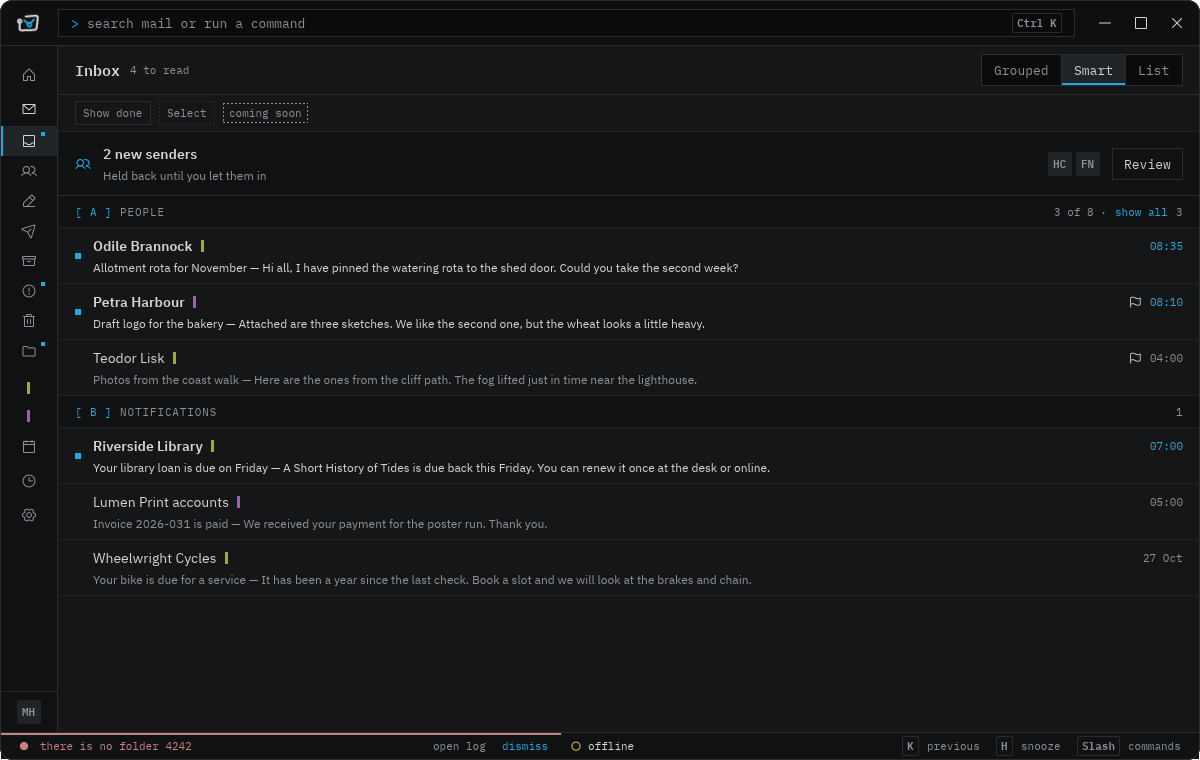 > search mail or run a command Ctrl K
Inbox 4 to read Grouped Smart List
Show done Select coming soon
2 new senders
Held back until you let them in
HC FN Review
[ A ] PEOPLE 3 of 8 · show all 3
Odile Brannock 08:35
Allotment rota for November — Hi all, I have pinned the watering rota to the shed door. Could you take the second week?
Petra Harbour 08:10
Draft logo for the bakery — Attached are three sketches. We like the second one, but the wheat looks a little heavy.
Teodor Lisk 04:00
Photos from the coast walk — Here are the ones from the cliff path. The fog lifted just in time near the lighthouse.
[ B ] NOTIFICATIONS 1
Riverside Library 07:00
Your library loan is due on Friday — A Short History of Tides is due back this Friday. You can renew it once at the desk or online.
Lumen Print accounts 05:00
Invoice 2026-031 is paid — We received your payment for the poster run. Thank you.
Wheelwright Cycles 27 Oct
Your bike is due for a service — It has been a year since the last check. Book a slot and we will look at the brakes and chain.
MH
there is no folder 4242 open log dismiss offline K previous H snooze Slash commands